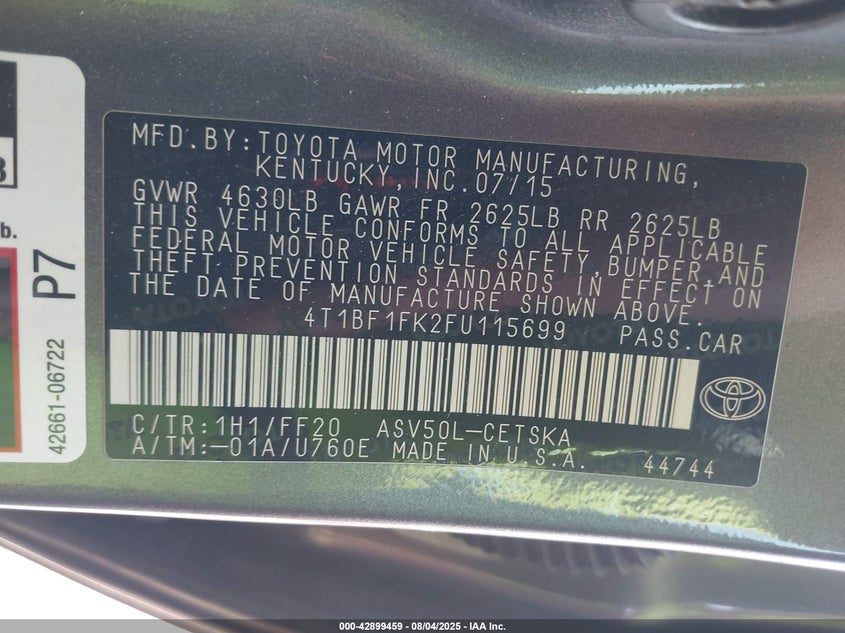 MFD.BY:TOYOTA MOTOR MANUFACTURING,
KENTUCKY,INC.07/15
GVWR 4630LB GAWR FR 2625LB RR 2625LB
THIS VEHICLE CONFORMS TO ALL APPLICABLE
FEDERAL MOTOR VEHICLE SAFETY,BUMPER,AND
THEFT PREVENTION STANDARDS IN EFFECT ON
THE DATE OF MANUFACTURE SHOWN ABOVE.
4T1BF1FK2FU115699 PASS.CAR
C/TR:1H1/FF20 ASV50L-CETSKA
A/TM:-01A/U760E MADE IN U.S.A. 44744
b.
P7
42661-06722
000-42899459 - 08/04/2025 - IAA Inc.